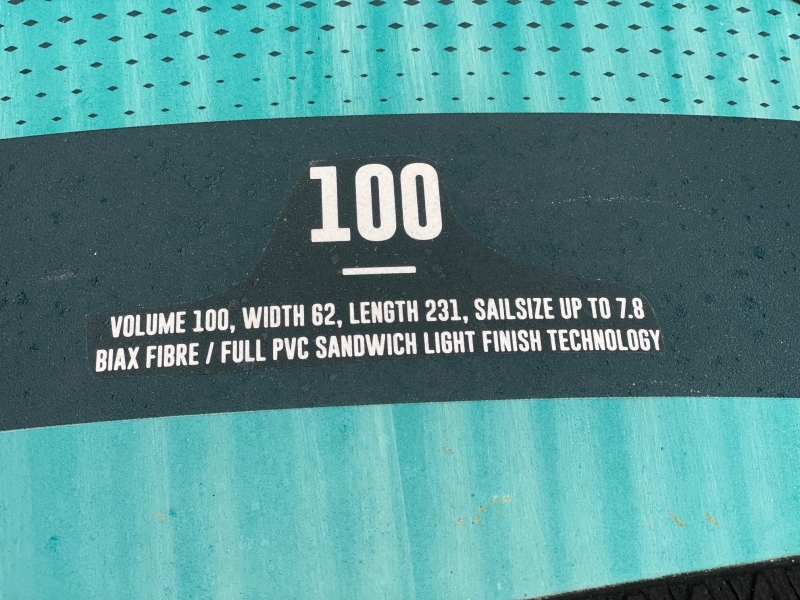 100
VOLUME 100, WIDTH 62, LENGTH 231, SAILSIZE UP TO 7.8
BIAX FIBRE / FULL PVC SANDWICH LIGHT FINISH TECHNOLOGY